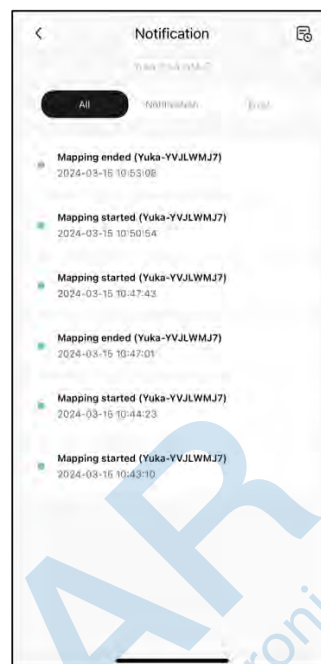 Notification
All
Notification
Mapping ended (Yuka-YVJLWMJ7)
2024-03-15 10:53:08
Mapping started (Yuka-YVJLWMJ7)
2024-03-15 10:50:54
Mapping started (Yuka-YVJLWMJ7)
2024-03-15 10:47:43
Mapping ended (Yuka-YVJLWMJ7)
2024-03-15 10:47:01
Mapping started (Yuka-YVJLWMJ7)
2024-03-15 10:44:23
Mapping started (Yuka-YVJLWMJ7)
2024-03-15 10:43:10